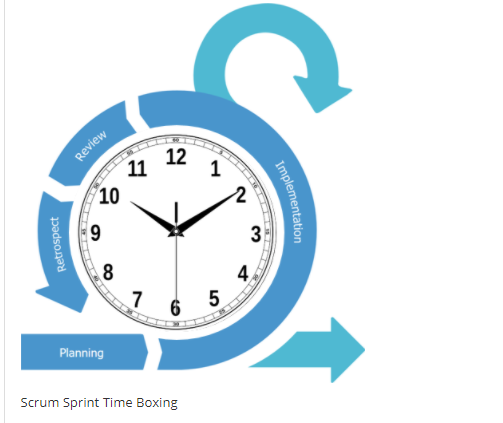 Review
Implementation
Retrospect
Planning
12
1
2
3
4
5
6
7
8
9
10
11
Scrum Sprint Time Boxing